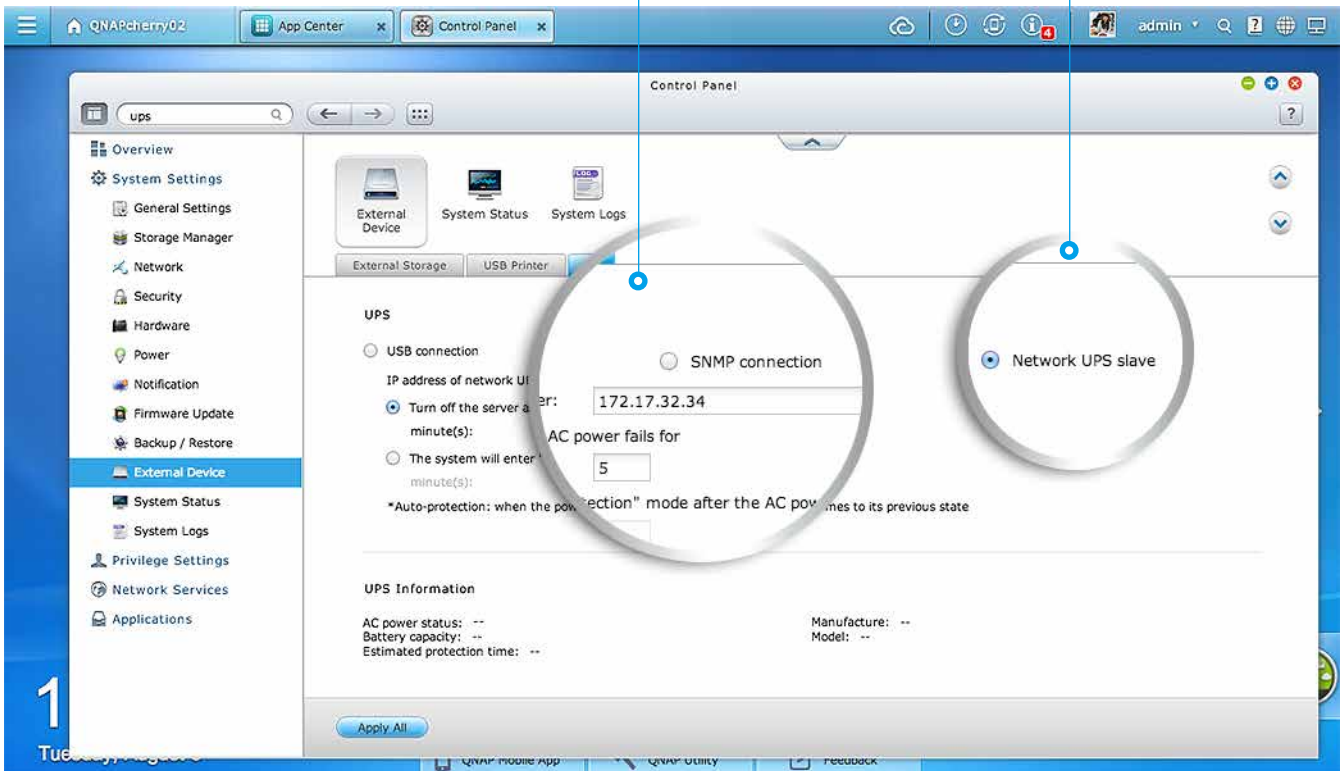 QNAPcherry02
App Center
Control Panel
4
admin
?
Control Panel
ups
?
Overview
System Settings
General Settings
Storage Manager
Network
Security
Hardware
Power
Notification
Firmware Update
Backup / Restore
External Device
System Status
System Logs
Privilege Settings
Network Services
Applications
External Device
System Status
LOG
System Logs
External Storage
USB Printer
UPS
USB connection
SNMP connection
Network UPS slave
IP address of network U
er:
172.17.32.34
Turn off the server a
AC power fails for
minute(s):
5
The system will enter
ection" mode after the AC pow
minute(s):
*Auto-protection: when the pow
mes to its previous state
UPS Information
AC power status: --
Manufacture: --
Battery capacity: --
Model: --
Estimated protection time: --
Apply All
1
QNAP Mobile App
QNAP Utility
Feedback